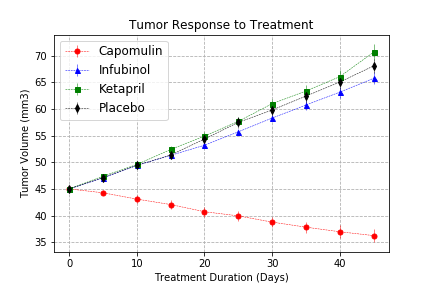 Tumor Response to Treatment
Capomulin
Infubinol
Ketapril
Placebo
Tumor Volume (mm3)
70
65
60
55
50
45
40
35
0 10 20 30 40
Treatment Duration (Days)